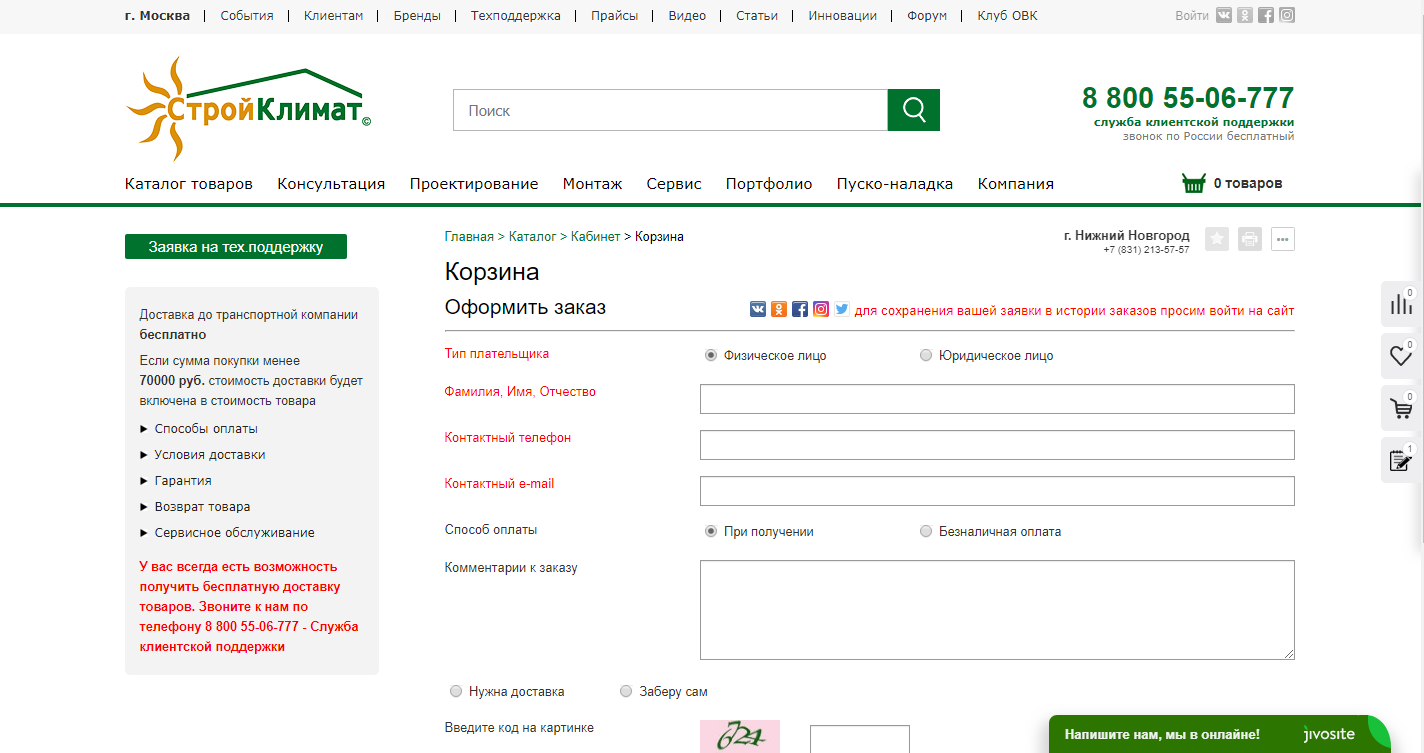 г. Москва | События | Клиентам | Бренды | Техподдержка | Прайсы | Видео | Статьи | Инновации | Форум | Клуб ОВК Войти
СтройКлимат©
Поиск
8 800 55-06-777
служба клиентской поддержки
звонок по России бесплатный
Каталог товаров Консультация Проектирование Монтаж Сервис Портфолио Пуско-наладка Компания 0 товаров
Заявка на тех.поддержку
Доставка до транспортной компании
бесплатно
Если сумма покупки менее
70000 руб. стоимость доставки будет
включена в стоимость товара
Способы оплаты
Условия доставки
Гарантия
Возврат товара
Сервисное обслуживание
У вас всегда есть возможность
получить бесплатную доставку
товаров. Звоните к нам по
телефону 8 800 55-06-777 - Служба
клиентской поддержки
Главная > Каталог > Кабинет > Корзина
г. Нижний Новгород
+7 (831) 213-57-57
Корзина
Оформить заказ
для сохранения вашей заявки в истории заказов просим войти на сайт
Тип плательщика Физическое лицо Юридическое лицо
Фамилия, Имя, Отчество
Контактный телефон
Контактный e-mail
Способ оплаты При получении Безналичная оплата
Комментарии к заказу
Нужна доставка Заберу сам
Введите код на картинке
0
0
0
1
Напишите нам, мы в онлайне! jivosite